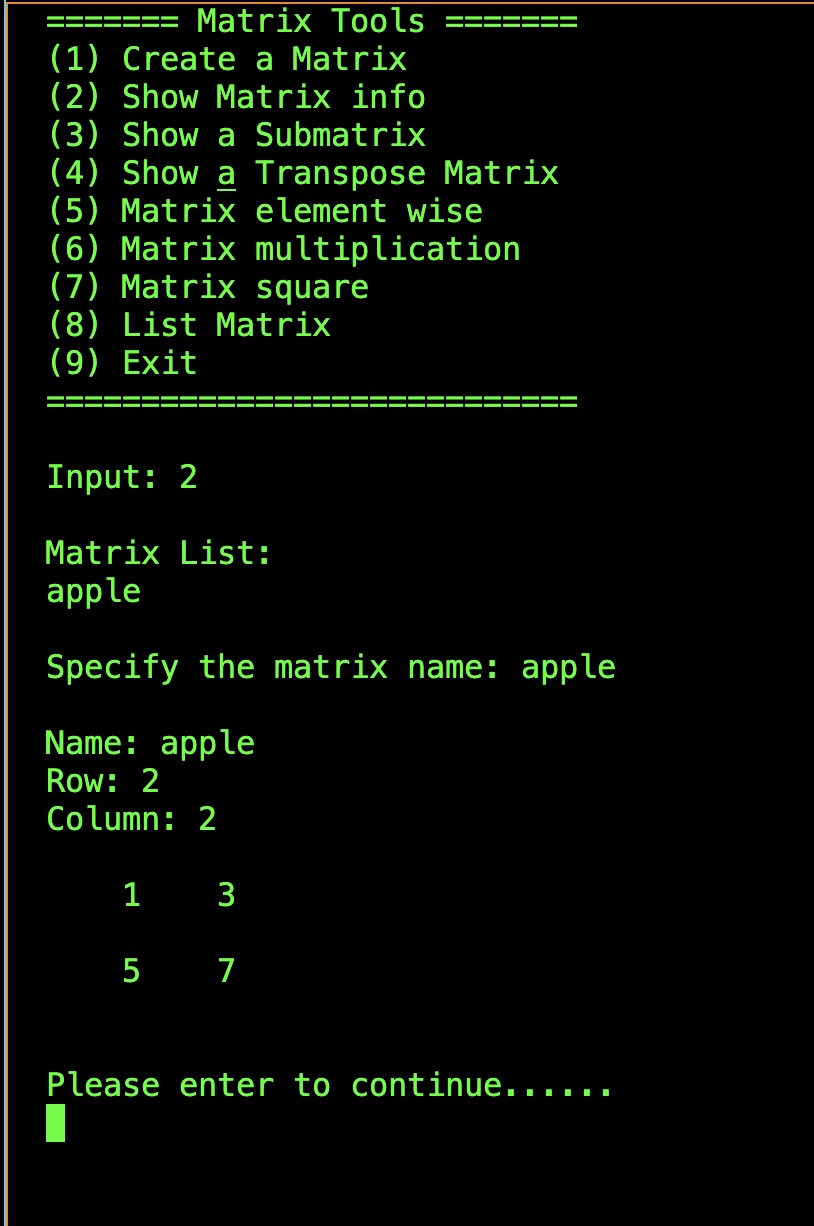 ======= Matrix Tools =======
(1) Create a Matrix
(2) Show Matrix info
(3) Show a Submatrix
(4) Show a Transpose Matrix
(5) Matrix element wise
(6) Matrix multiplication
(7) Matrix square
(8) List Matrix
(9) Exit
============================
Input: 2
Matrix List:
apple
Specify the matrix name: apple
Name: apple
Row: 2
Column: 2
1    3
5    7
Please enter to continue......